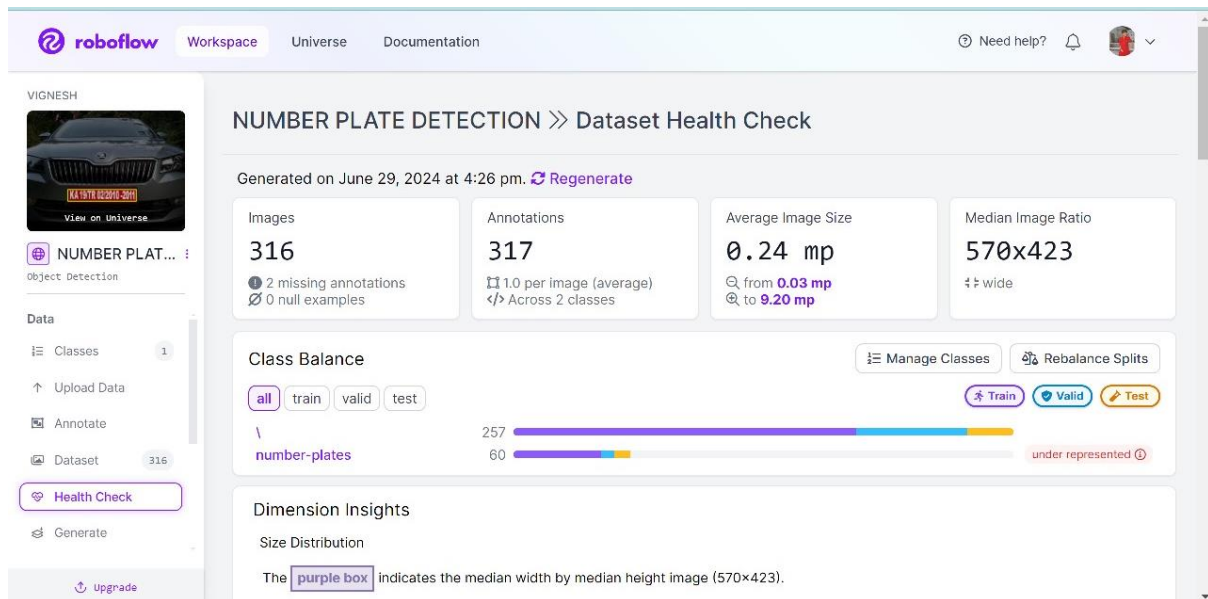 roboflow Workspace Universe Documentation Need help?
VIGNESH
KA 19/TR 02/2010 -2011
View on Universe
NUMBER PLAT...
Object Detection
Data
Classes 1
Upload Data
Annotate
Dataset 316
Health Check
Generate
Upgrade
NUMBER PLATE DETECTION >> Dataset Health Check
Generated on June 29, 2024 at 4:26 pm. Regenerate
Images
316
2 missing annotations
0 null examples
Annotations
317
1.0 per image (average)
</> Across 2 classes
Average Image Size
0.24 mp
from 0.03 mp
to 9.20 mp
Median Image Ratio
570x423
wide
Class Balance Manage Classes Rebalance Splits
all train valid test Train Valid Test
\ 257
number-plates 60 under represented
Dimension Insights
Size Distribution
The purple box indicates the median width by median height image (570×423).